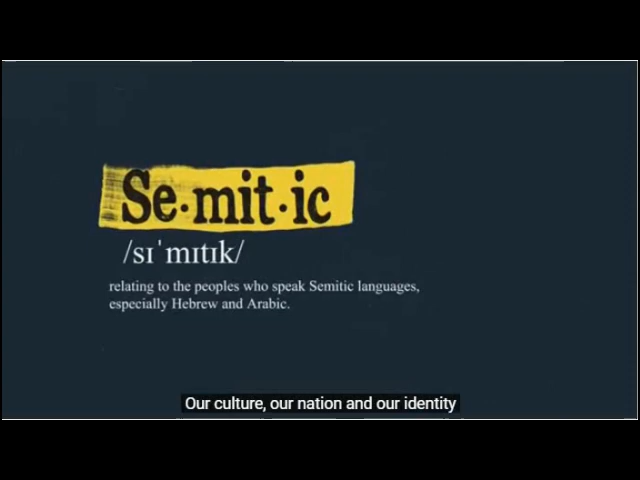 Se·mit·ic
/sɪˈmɪtɪk/
relating to the peoples who speak Semitic languages,
especially Hebrew and Arabic.
Our culture, our nation and our identity